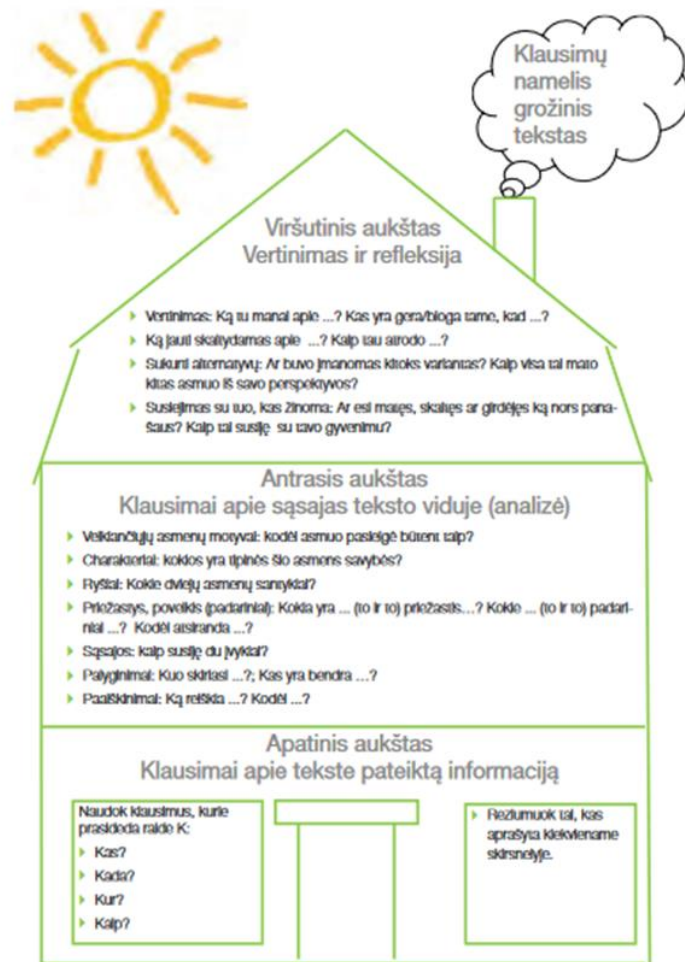 Klausimų
namelis
grožinis
tekstas
Viršutinis aukštas
Vertinimas ir refleksija
Vertinimas: Ką tu manai apie ...? Kas yra gera/bloga tame, kad ...?
Ką jauti skaitydamas apie ...? Kaip tau atrodo ...?
Sukurti alternatyvų: Ar buvo įmanomas kitoks variantas? Kaip visa tai mato
kitas asmuo iš savo perspektyvos?
Susiejimas su tuo, kas žinoma: Ar esi matęs, skaitęs ar girdėjęs ką nors pana-
šaus? Kaip tai susiję su tavo gyvenimu?
Antrasis aukštas
Klausimai apie sąsajas teksto viduje (analizė)
Veikiančiųjų asmenų motyvai: kodėl asmuo pasielgė būtent taip?
Charakteriai: kokios yra tipinės šio asmens savybės?
Ryšiai: Kokie dviejų asmenų santykiai?
Priežastys, poveikis (padariniai): Kokia yra ... (to ir to) priežastis...? Kokie ... (to ir to) padari-
niai ...? Kodėl atsiranda ...?
Sąsajos: kaip susiję du įvykiai?
Palyginimai: Kuo skiriasi ...?; Kas yra bendra ...?
Paaiškinimai: Ką reiškia ...? Kodėl ...?
Apatinis aukštas
Klausimai apie tekste pateiktą informaciją
Naudok klausimus, kurie
prasideda raide K:
Kas?
Kada?
Kur?
Kaip?
Reziumuok tai, kas
aprašyta kiekviename
skirsnelyje.